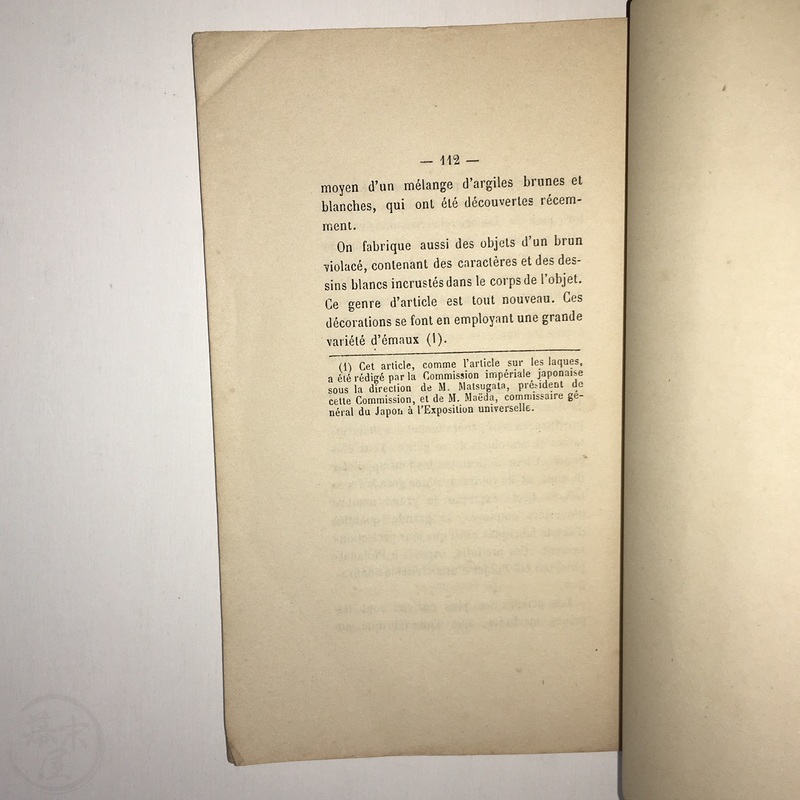 — 112 —
moyen d'un mélange d'argiles brunes et
blanches, qui ont été découvertes récem-
ment.
On fabrique aussi des objets d'un brun
violacé, contenant des caractères et des des-
sins blancs incrustés dans le corps de l'objet.
Ce genre d'article est tout nouveau. Ces
décorations se font en employant une grande
variété d'émaux (1).
(1) Cet article, comme l'article sur les laques,
a été rédigé par la Commission impériale japonaise
sous la direction de M. Matsugata, président de
cette Commission, et de M. Maëda, commissaire gé-
néral du Japon à l'Exposition universelle.
幕末
屋